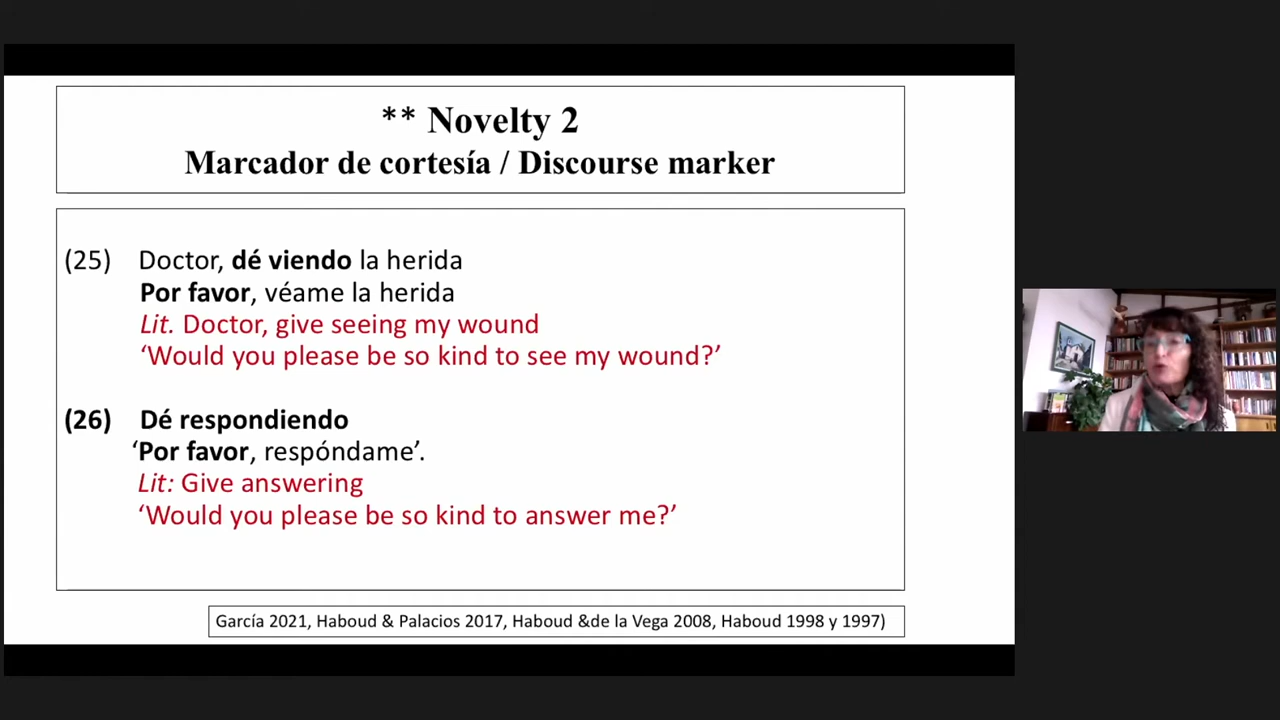 ** Novelty 2
Marcador de cortesía / Discourse marker
(25) Doctor, dé viendo la herida
Por favor, véame la herida
Lit. Doctor, give seeing my wound
‘Would you please be so kind to see my wound?’
(26) Dé respondiendo
‘Por favor, respóndame’.
Lit: Give answering
‘Would you please be so kind to answer me?’
García 2021, Haboud & Palacios 2017, Haboud &de la Vega 2008, Haboud 1998 y 1997)